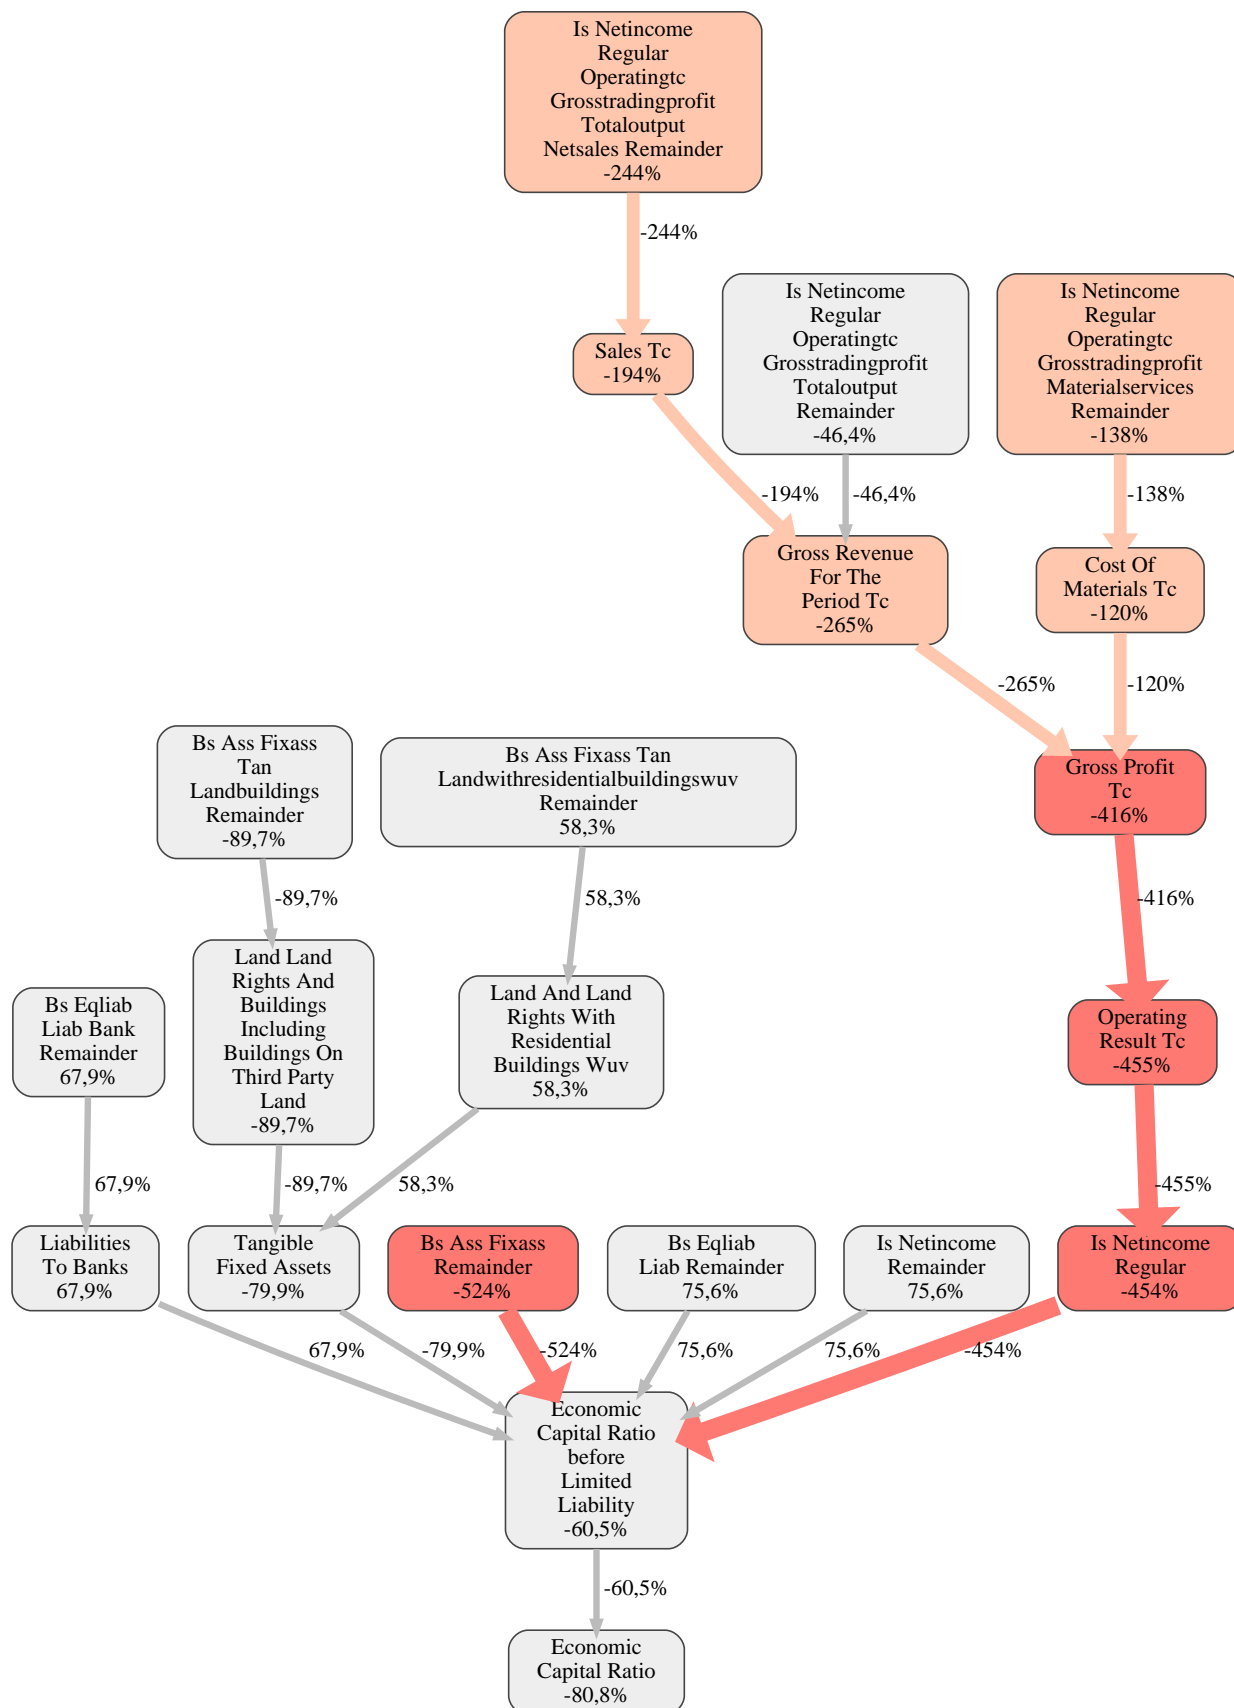 Is Netincome
Regular
Operatingtc
Grosstradingprofit
Totaloutput
Netsales Remainder
-244%
-244%
Is Netincome
Regular
Operatingtc
Grosstradingprofit
Totaloutput
Remainder
-46,4%
Is Netincome
Regular
Operatingtc
Grosstradingprofit
Materialservices
Remainder
-138%
Sales Tc
-194%
-194%
-46,4%
-138%
Gross Revenue
For The
Period Tc
-265%
Cost Of
Materials Tc
-120%
-265%
-120%
Bs Ass Fixass
Tan
Landbuildings
Remainder
-89,7%
Bs Ass Fixass Tan
Landwithresidentialbuildingswuv
Remainder
58,3%
Gross Profit
Tc
-416%
-89,7%
58,3%
-416%
Bs Eqliab
Liab Bank
Remainder
67,9%
Land Land
Rights And
Buildings
Including
Buildings On
Third Party
Land
-89,7%
Land And Land
Rights With
Residential
Buildings Wuv
58,3%
Operating
Result Tc
-455%
67,9%
-89,7%
58,3%
-455%
Liabilities
To Banks
67,9%
Tangible
Fixed Assets
-79,9%
Bs Ass Fixass
Remainder
-524%
Bs Eqliab
Liab Remainder
75,6%
Is Netincome
Remainder
75,6%
Is Netincome
Regular
-454%
67,9%
-79,9%
-524%
75,6%
75,6%
-454%
Economic
Capital Ratio
before
Limited
Liability
-60,5%
-60,5%
Economic
Capital Ratio
-80,8%